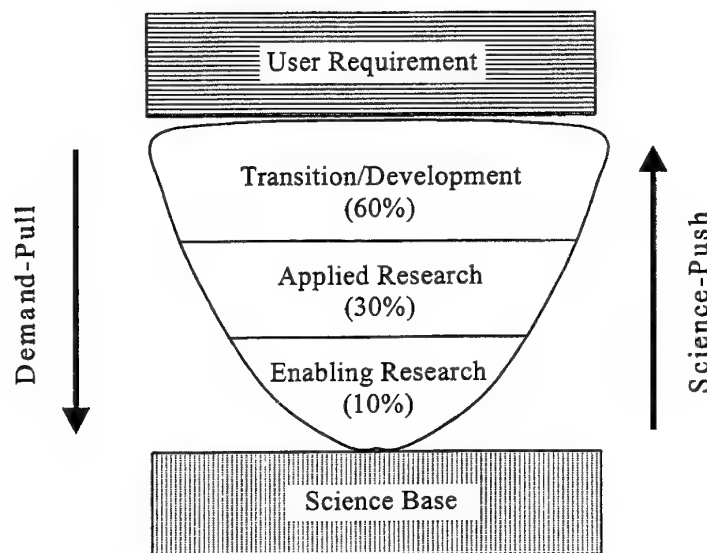 User Requirement
Transition/Development
(60%)
Applied Research
(30%)
Enabling Research
(10%)
Science Base
Demand-Pull
Science-Push